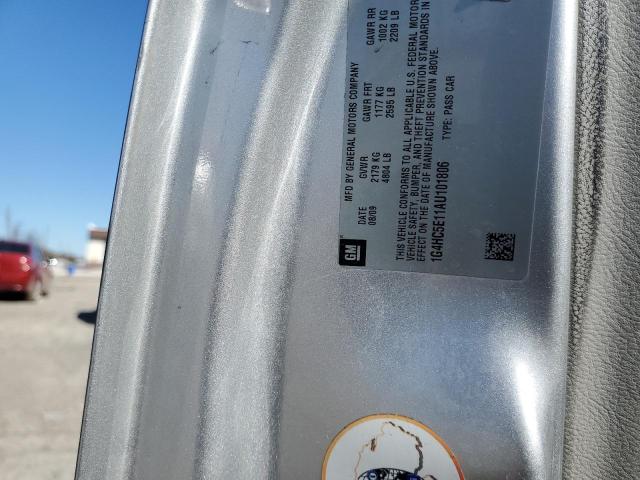 MFD BY GENERAL MOTORS COMPANY
DATE GVWR GAWR FRT GAWR RR
08/09 2179 KG 1177 KG 1002 KG
4804 LB 2595 LB 2209 LB
GM
THIS VEHICLE CONFORMS TO ALL APPLICABLE U.S. FEDERAL MOTOR
VEHICLE SAFETY, BUMPER, AND THEFT PREVENTION STANDARDS IN
EFFECT ON THE DATE OF MANUFACTURE SHOWN ABOVE.
1G4HC5E11AU101806 TYPE: PASS CAR